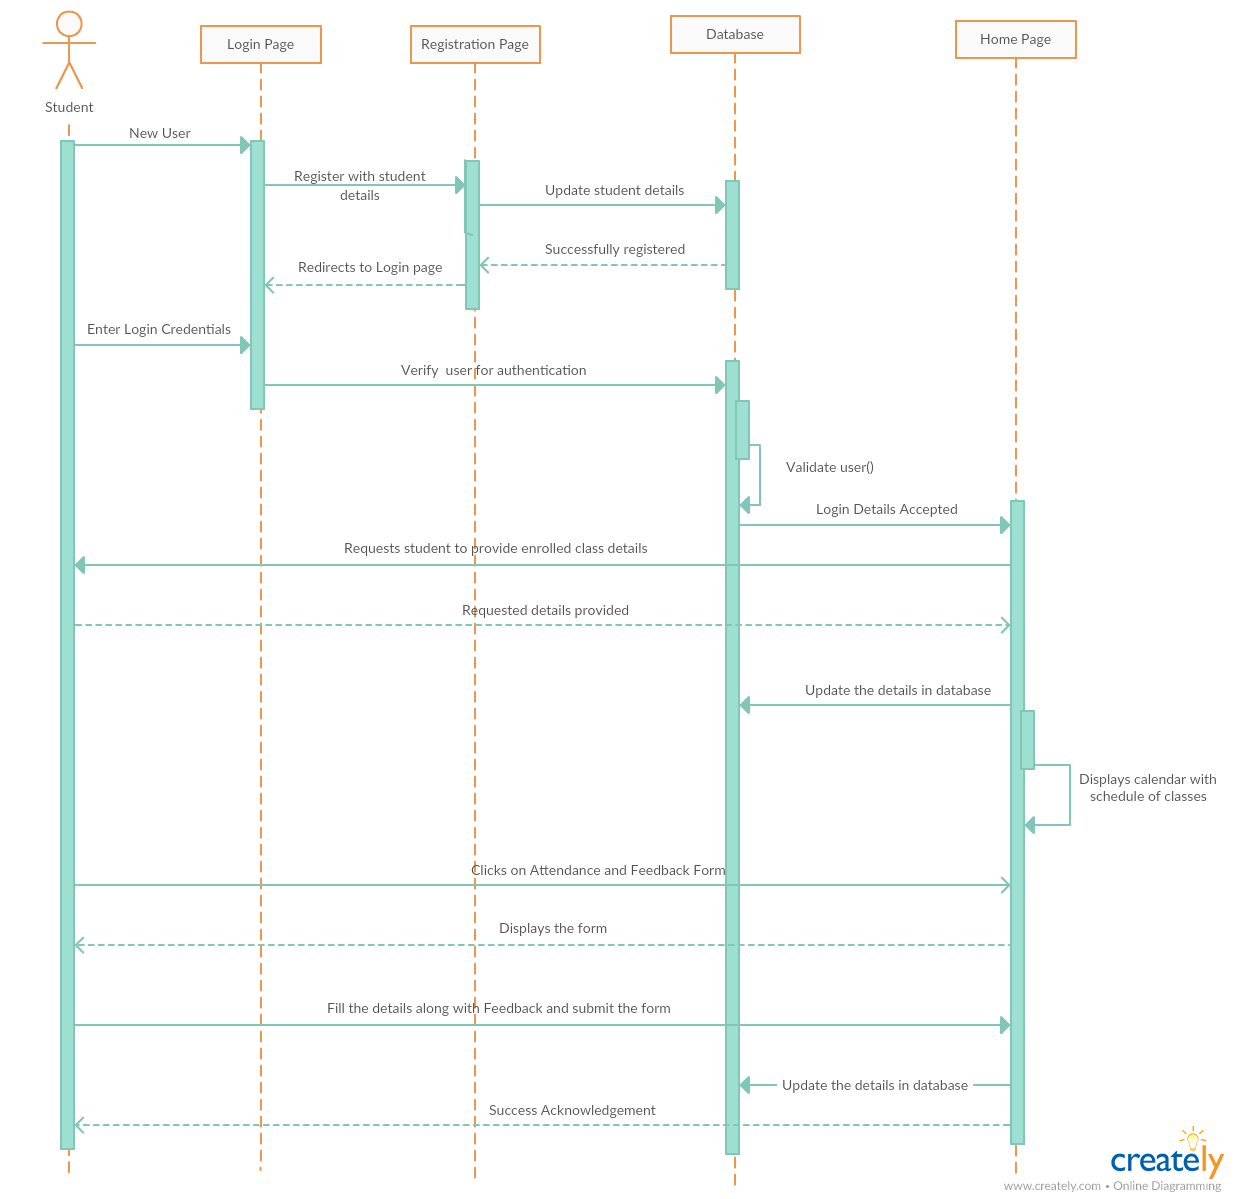 Login Page
Registration Page
Database
Home Page
Student
New User
Register with student
details
Update student details
Successfully registered
Redirects to Login page
Enter Login Credentials
Verify user for authentication
Validate user()
Login Details Accepted
Requests student to provide enrolled class details
Requested details provided
Update the details in database
Displays calendar with
schedule of classes
Clicks on Attendance and Feedback Form
Displays the form
Fill the details along with Feedback and submit the form
Update the details in database
Success Acknowledgement
creately
www.creately.com • Online Diagramming